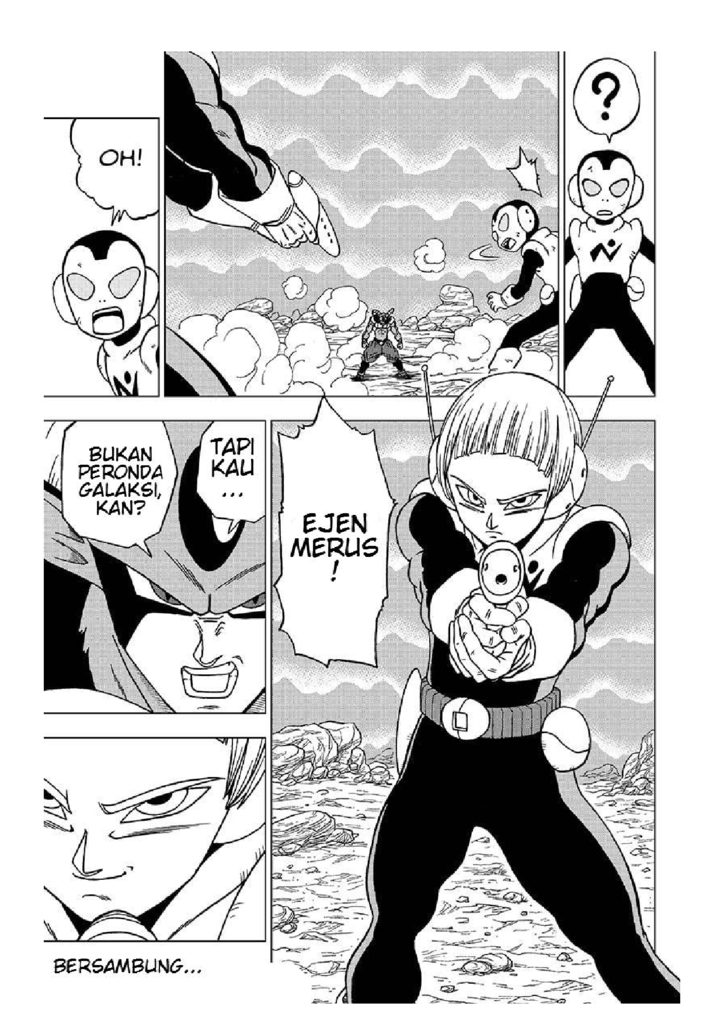 ?
OH!
EJEN
MERUS
!
TAPI
KAU
...
BUKAN
PERONDA
GALAKSI,
KAN?
BERSAMBUNG...